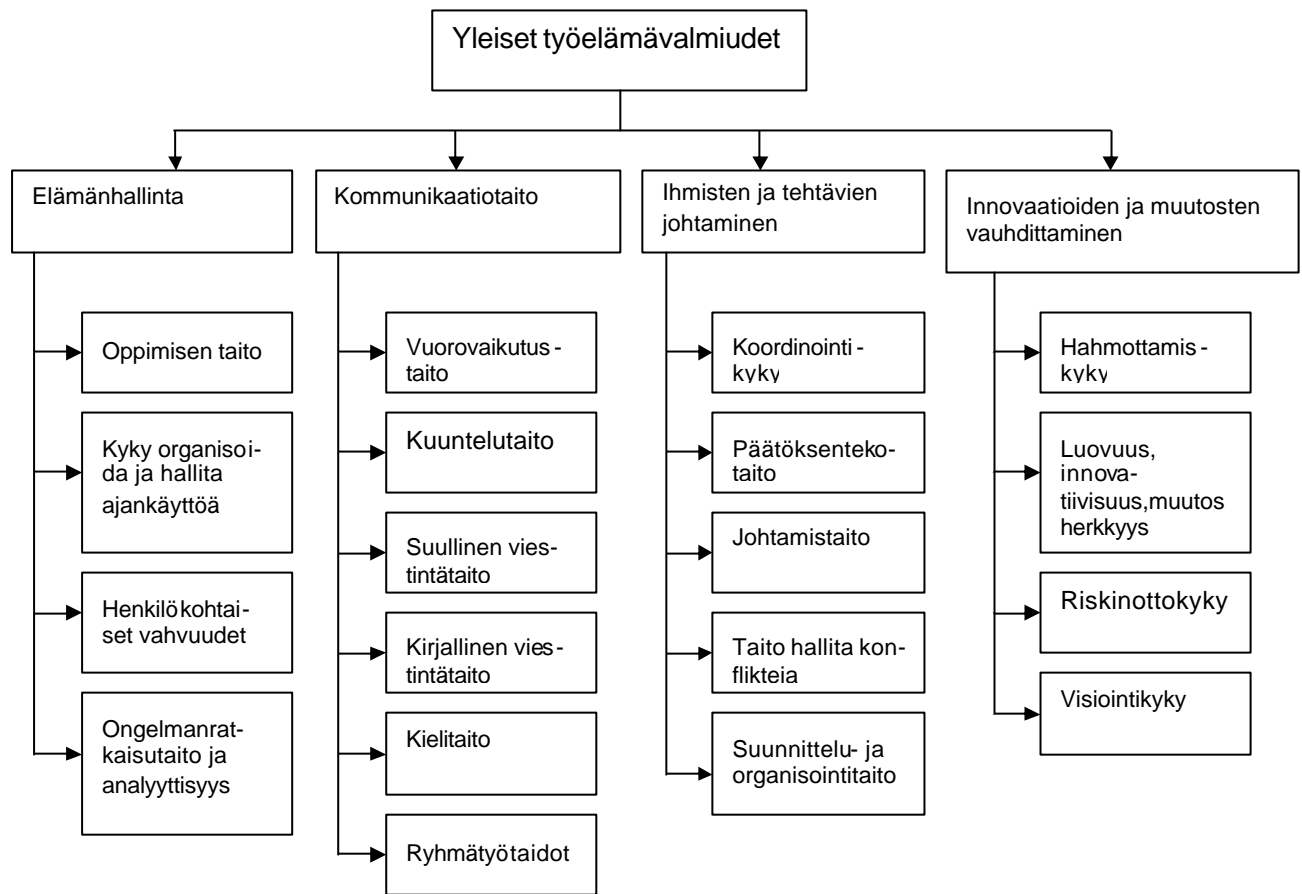 Yleiset työelämävalmiudet
Elämänhallinta
Oppimisen taito
Kyky organisoi-
da ja hallita
ajankäyttöä
Henkilökohtai-
set vahvuudet
Ongelmanrat-
kaisutaito ja
analyyttisyys
Kommunikaatiotaito
Vuorovaikutus-
taito
Kuuntelutaito
Suullinen vies-
tintätaito
Kirjallinen vies-
tintätaito
Kielitaito
Ryhmätyötaidot
Ihmisten ja tehtävien
johtaminen
Koordinointi-
kyky
Päätöksenteko-
taito
Johtamistaito
Taito hallita kon-
flikteia
Suunnittelu- ja
organisointitaito
Innovaatioiden ja muutosten
vauhdittaminen
Hahmottamis-
kyky
Luovuus,
innova-
tiivisuus,muutos
herkkyys
Riskinottokyky
Visiointikyky